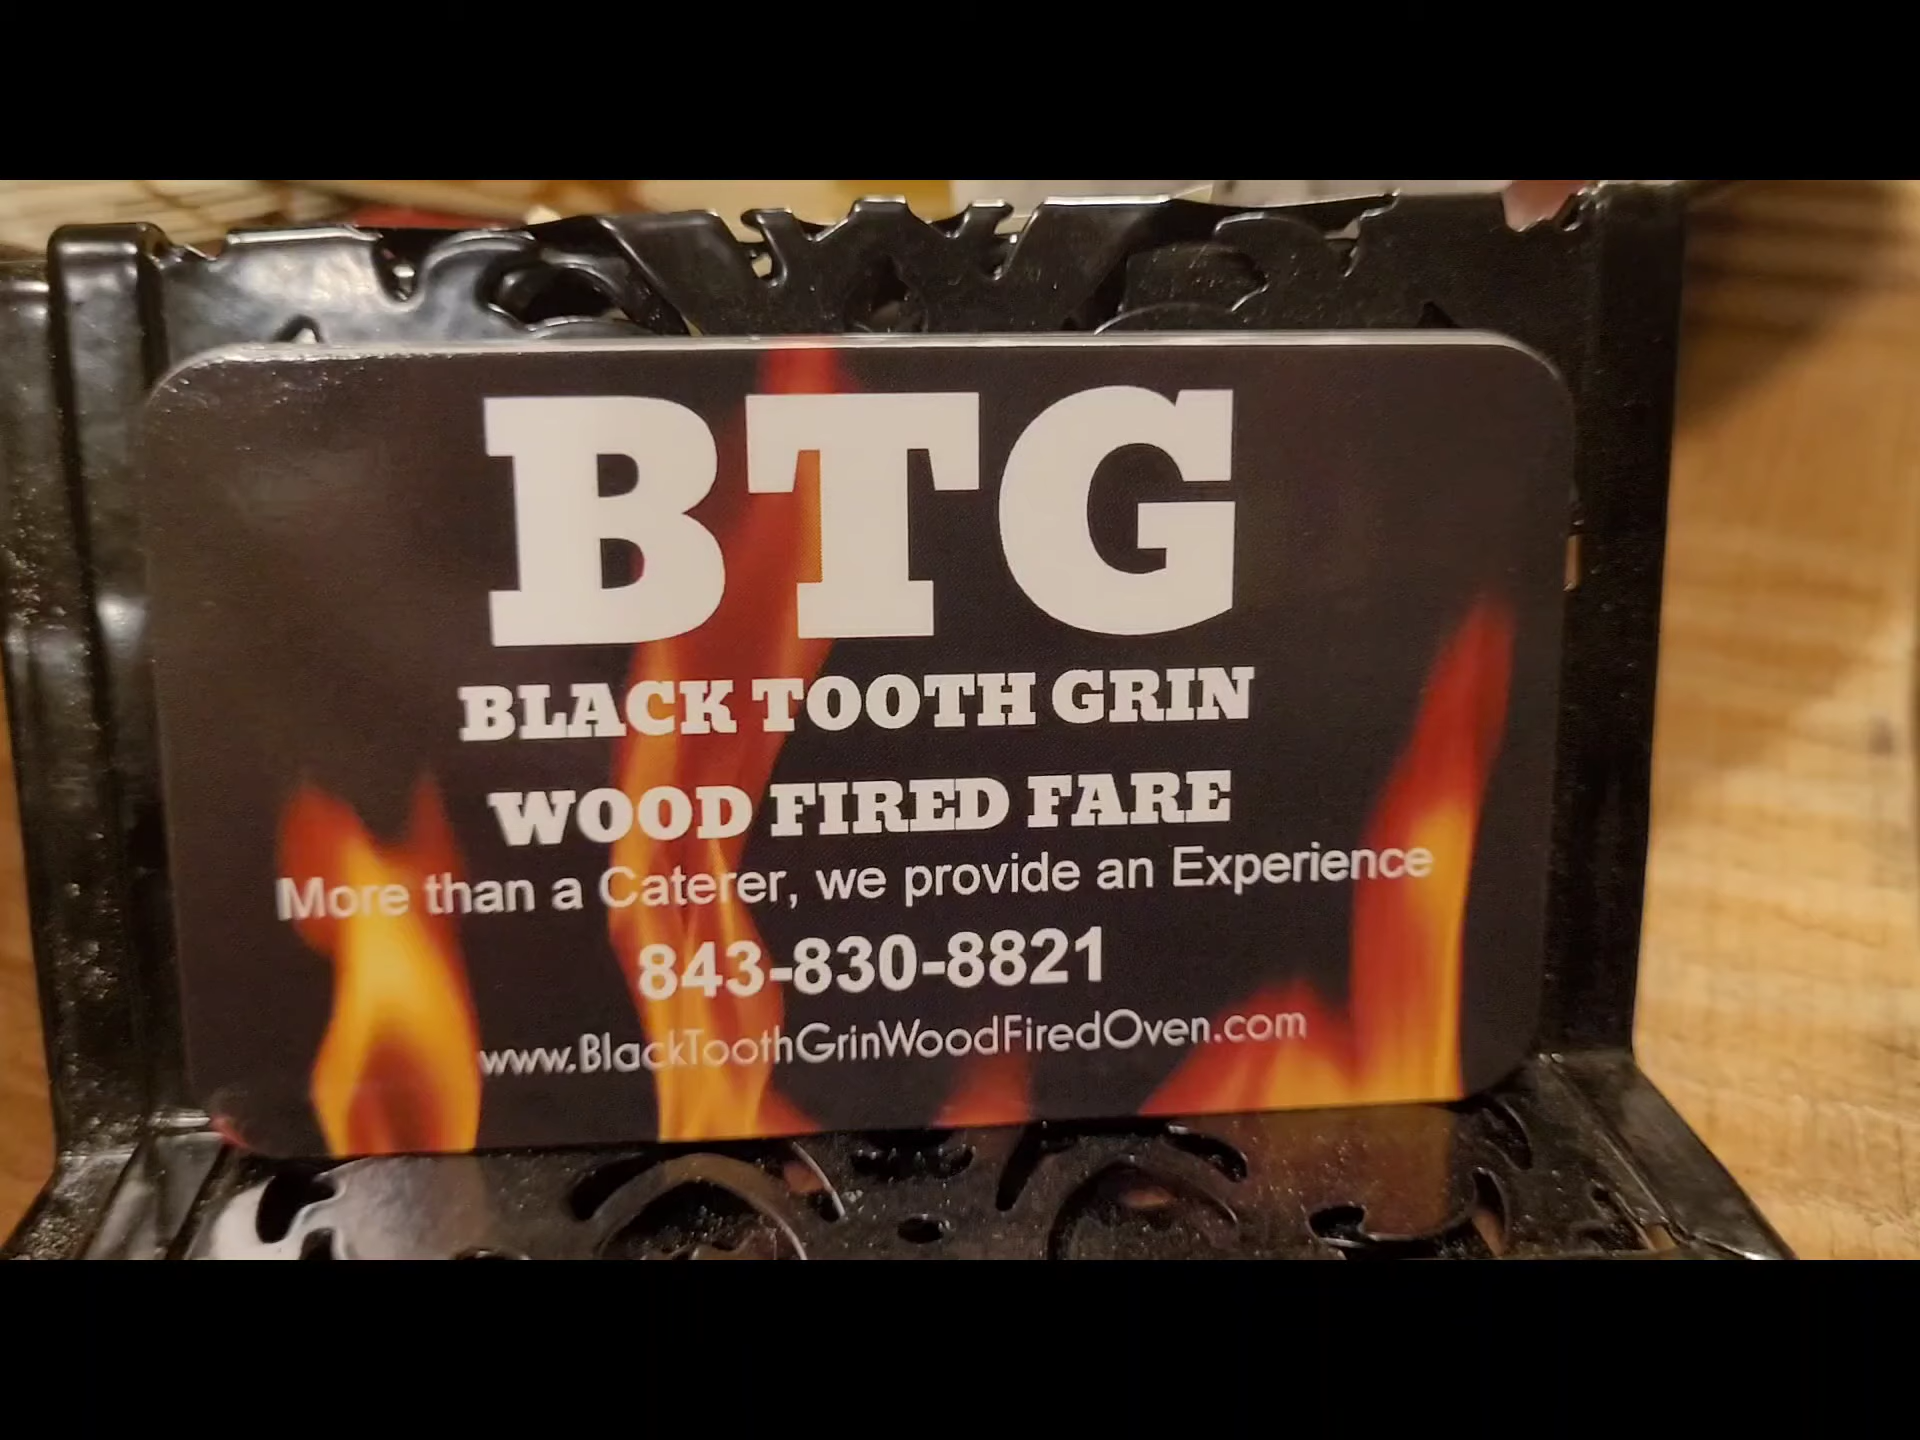 BTG
BLACK TOOTH GRIN
WOOD FIRED FARE
More than a Caterer, we provide an Experience
843-830-8821
www.BlackToothGrinWoodFiredOven.com